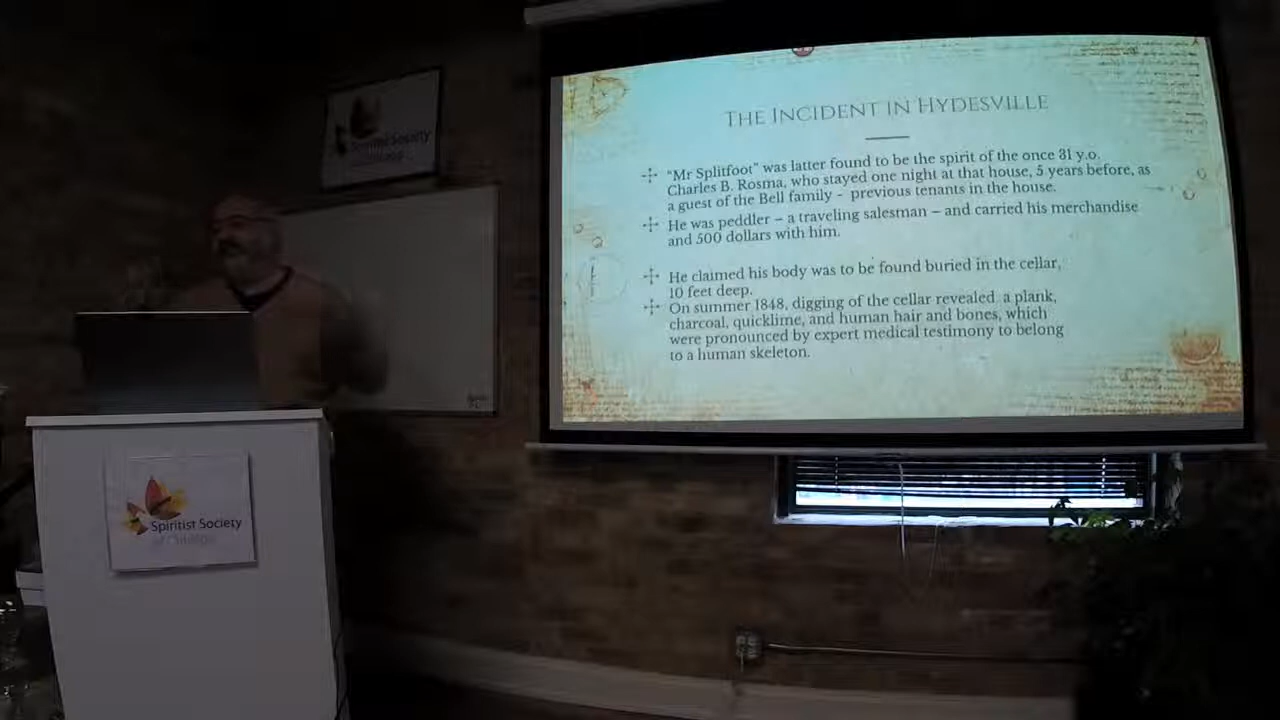 Spiritist Society
of Chicago
THE INCIDENT IN HYDESVILLE
"Mr Splitfoot" was latter found to be the spirit of the once 31 y.o.
Charles B. Rosma, who stayed one night at that house, 5 years before, as
a guest of the Bell family - previous tenants in the house.
He was peddler – a traveling salesman – and carried his merchandise
and 500 dollars with him.
He claimed his body was to be found buried in the cellar,
10 feet deep.
On summer 1848, digging of the cellar revealed a plank,
charcoal, quicklime, and human hair and bones, which
were pronounced by expert medical testimony to belong
to a human skeleton.
Spiritist Society
of Chicago